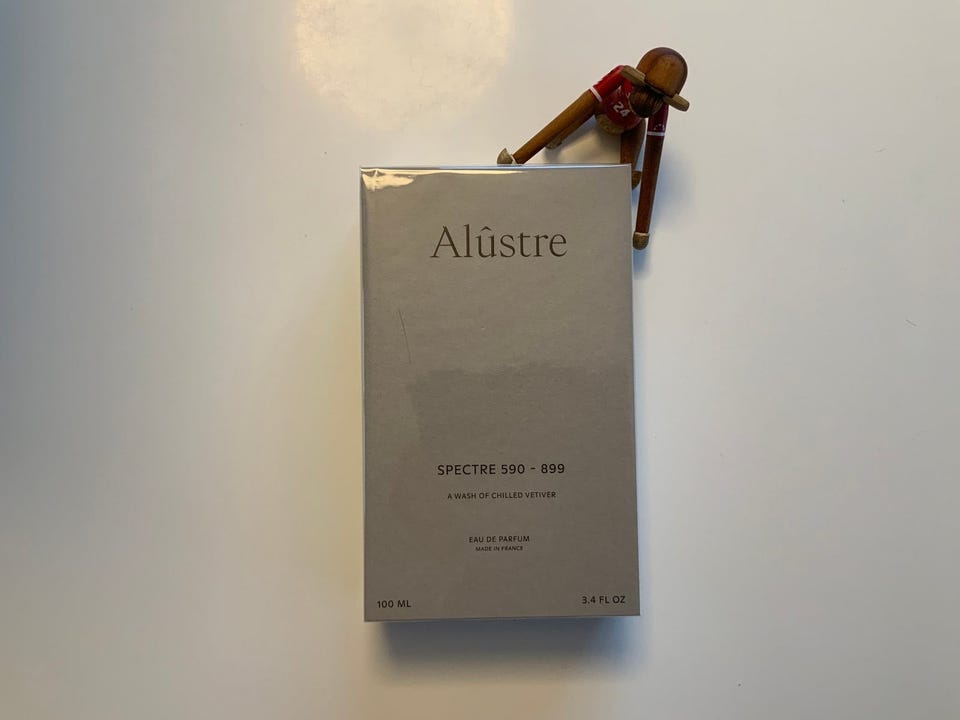 24
Alûstre
SPECTRE 590 - 899
A WASH OF CHILLED VETIVER
EAU DE PARFUM
MADE IN FRANCE
100 ML
3.4 FL OZ